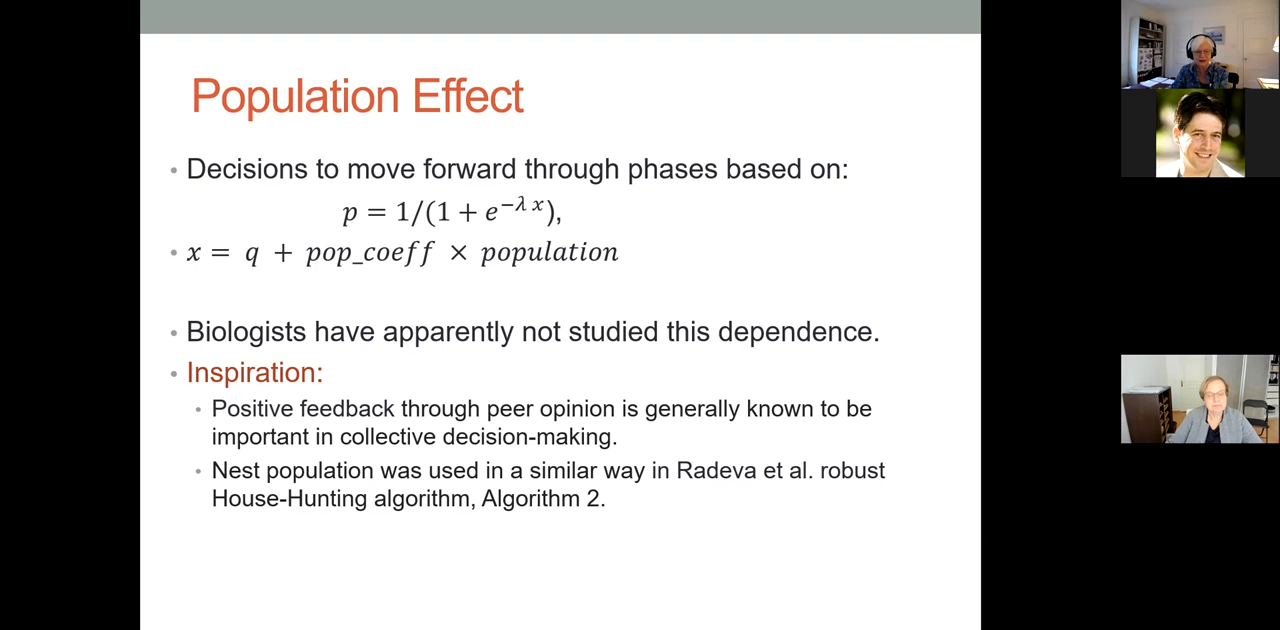 Population Effect
• Decisions to move forward through phases based on:
p = 1/(1 + e^{−λ x}),
• x = q + pop_coeff × population
• Biologists have apparently not studied this dependence.
• Inspiration:
• Positive feedback through peer opinion is generally known to be
important in collective decision-making.
• Nest population was used in a similar way in Radeva et al. robust
House-Hunting algorithm, Algorithm 2.